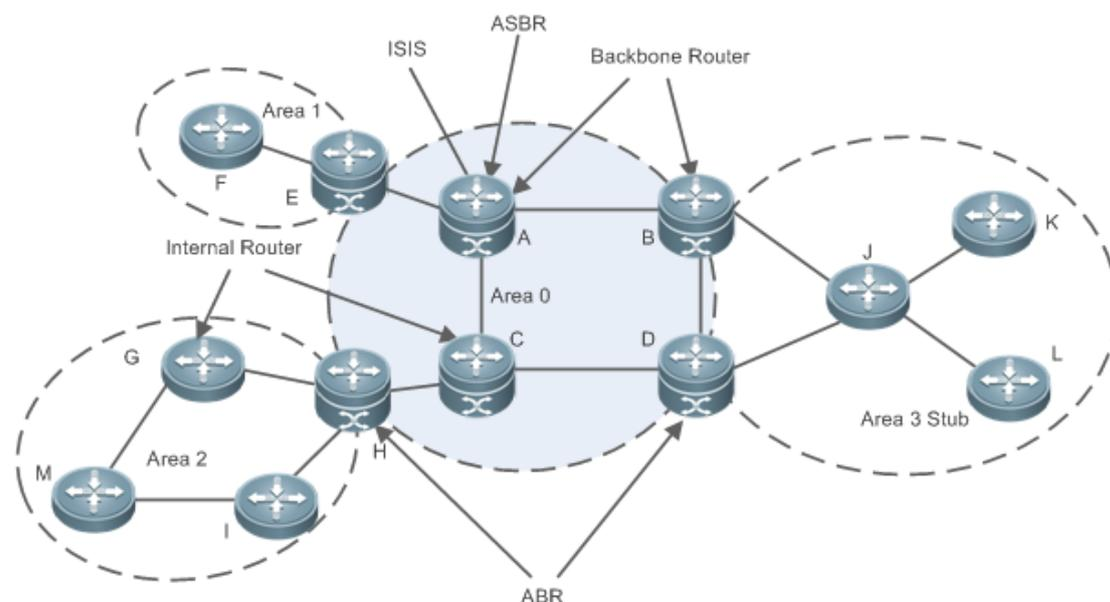 ASBR
ISIS
Backbone Router
Area 1
F
E
K
Internal Router
A
B
J
Area 0
G
C
D
L
Area 3 Stub
H
M
Area 2
I
ABR